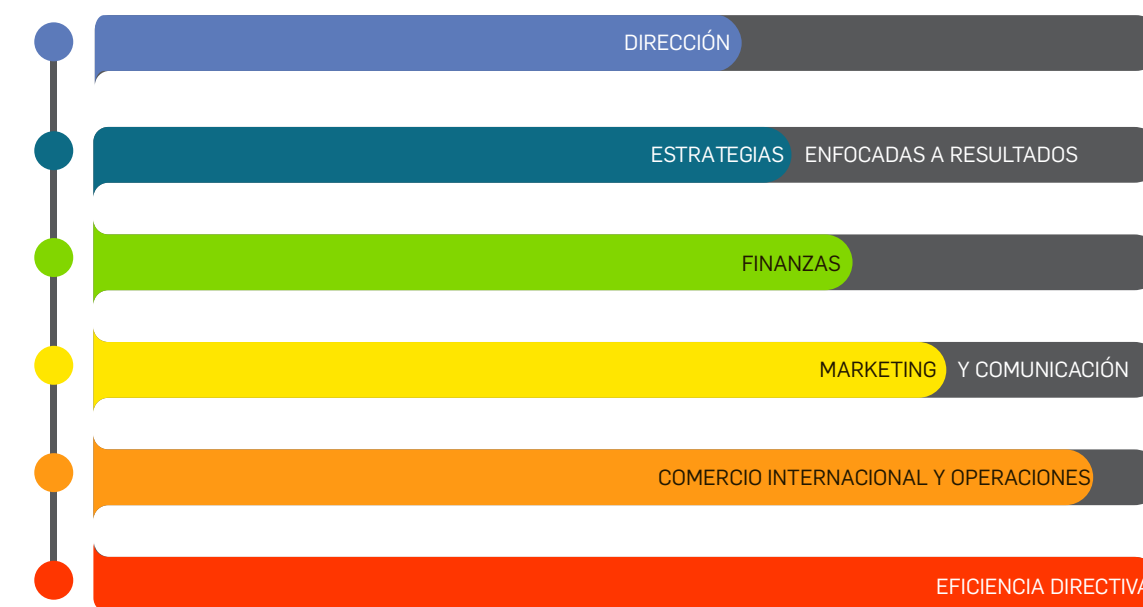 DIRECCIÓN
ESTRATEGIAS ENFOCADAS A RESULTADOS
FINANZAS
MARKETING Y COMUNICACIÓN
COMERCIO INTERNACIONAL Y OPERACIONES
EFICIENCIA DIRECTIVA